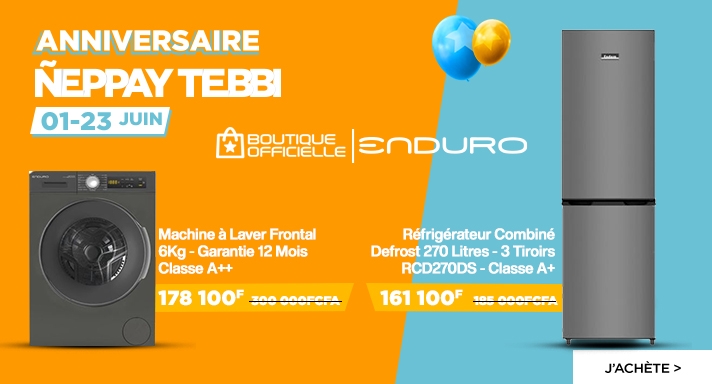 ANNIVERSAIRE
ÑEPPAY TEBBI
01-23 JUIN
BOUTIQUE
OFFICIELLE
ENDURO
Machine à Laver Frontal
6Kg - Garantie 12 Mois
Classe A++
178 100F 300 000FCFA
Réfrigérateur Combiné
Defrost 270 Litres - 3 Tiroirs
RCD270DS - Classe A+
161 100F 185 000FCFA
J'ACHÈTE >